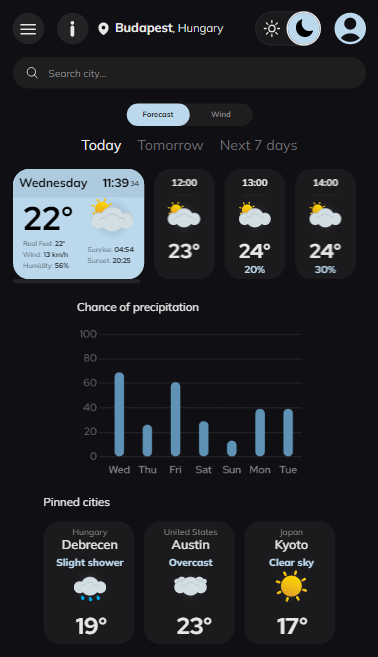 Budapest, Hungary
Search city...
Forecast Wind
Today Tomorrow Next 7 days
Wednesday 11:39 34
22°
Real Feel: 22°
Wind: 13 km/h
Humidity: 56%
Sunrise: 04:54
Sunset: 20:25
12:00
23°
13:00
24°
20%
14:00
24°
30%
Chance of precipitation
100
80
60
40
20
0
Wed Thu Fri Sat Sun Mon Tue
Pinned cities
Hungary
Debrecen
Slight shower
19°
United States
Austin
Overcast
23°
Japan
Kyoto
Clear sky
17°